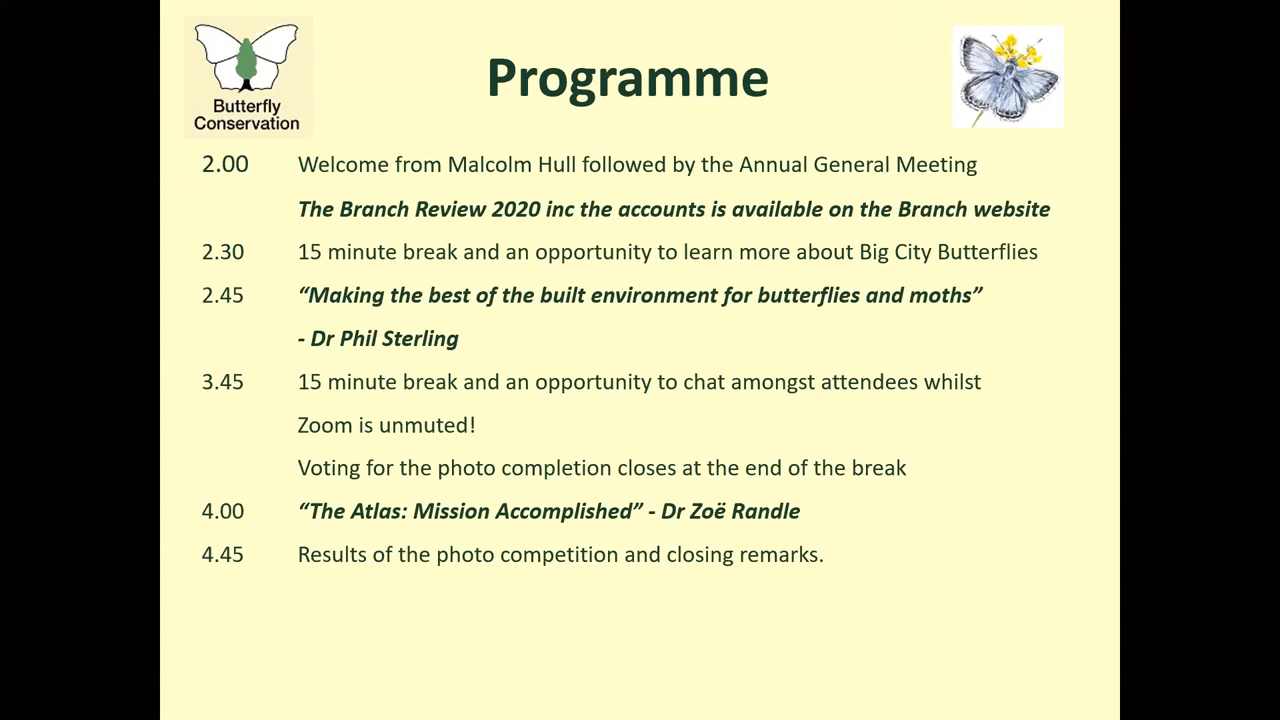 Butterfly
Conservation
Programme
2.00 Welcome from Malcolm Hull followed by the Annual General Meeting
The Branch Review 2020 inc the accounts is available on the Branch website
2.30 15 minute break and an opportunity to learn more about Big City Butterflies
2.45 “Making the best of the built environment for butterflies and moths”
- Dr Phil Sterling
3.45 15 minute break and an opportunity to chat amongst attendees whilst
Zoom is unmuted!
Voting for the photo completion closes at the end of the break
4.00 “The Atlas: Mission Accomplished” - Dr Zoë Randle
4.45 Results of the photo competition and closing remarks.